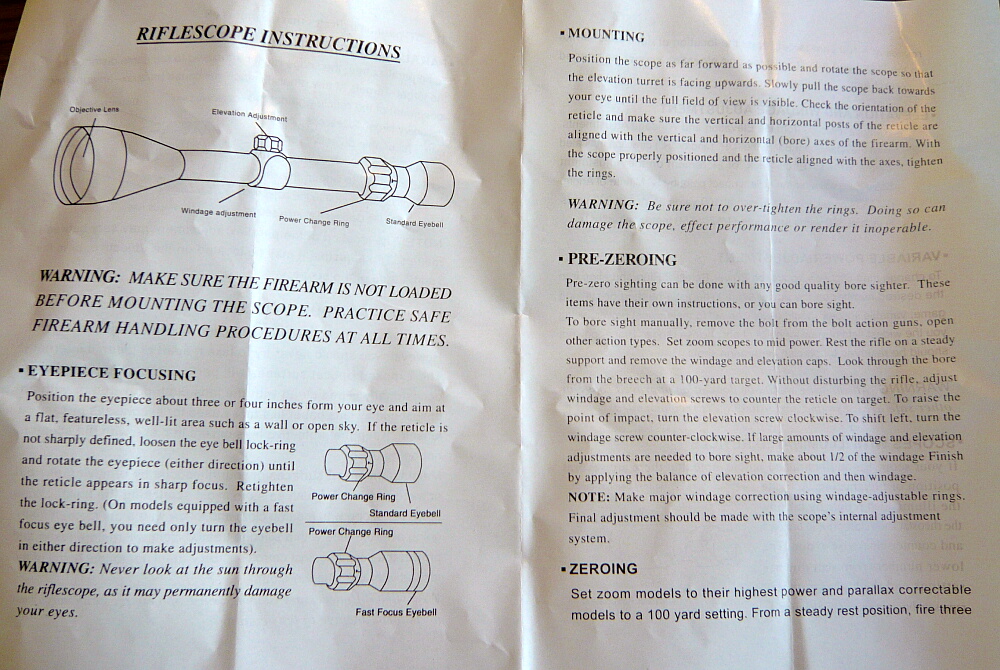 RIFLESCOPE INSTRUCTIONS
Objective Lens
Elevation Adjustment
Windage adjustment
Power Change Ring
Standard Eyebell
WARNING: MAKE SURE THE FIREARM IS NOT LOADED
BEFORE MOUNTING THE SCOPE. PRACTICE SAFE
FIREARM HANDLING PROCEDURES AT ALL TIMES.
▪ EYEPIECE FOCUSING
Position the eyepiece about three or four inches form your eye and aim at
a flat, featureless, well-lit area such as a wall or open sky. If the reticle is
not sharply defined, loosen the eye bell lock-ring
and rotate the eyepiece (either direction) until
the reticle appears in sharp focus. Retighten
the lock-ring. (On models equipped with a fast
focus eye bell, you need only turn the eyebell
in either direction to make adjustments).
WARNING: Never look at the sun through
the riflescope, as it may permanently damage
your eyes.
Power Change Ring
Standard Eyebell
Power Change Ring
Fast Focus Eyebell
▪ MOUNTING
Position the scope as far forward as possible and rotate the scope so that
the elevation turret is facing upwards. Slowly pull the scope back towards
your eye until the full field of view is visible. Check the orientation of the
reticle and make sure the vertical and horizontal posts of the reticle are
aligned with the vertical and horizontal (bore) axes of the firearm. With
the scope properly positioned and the reticle aligned with the axes, tighten
the rings.
WARNING: Be sure not to over-tighten the rings. Doing so can
damage the scope, effect performance or render it inoperable.
▪ PRE-ZEROING
Pre-zero sighting can be done with any good quality bore sighter. These
items have their own instructions, or you can bore sight.
To bore sight manually, remove the bolt from the bolt action guns, open
other action types. Set zoom scopes to mid power. Rest the rifle on a steady
support and remove the windage and elevation caps. Look through the bore
from the breech at a 100-yard target. Without disturbing the rifle, adjust
windage and elevation screws to counter the reticle on target. To raise the
point of impact, turn the elevation screw clockwise. To shift left, turn the
windage screw counter-clockwise. If large amounts of windage and elevation
adjustments are needed to bore sight, make about 1/2 of the windage Finish
by applying the balance of elevation correction and then windage.
NOTE: Make major windage correction using windage-adjustable rings.
Final adjustment should be made with the scope's internal adjustment
system.
▪ ZEROING
Set zoom models to their highest power and parallax correctable
models to a 100 yard setting. From a steady rest position, fire three